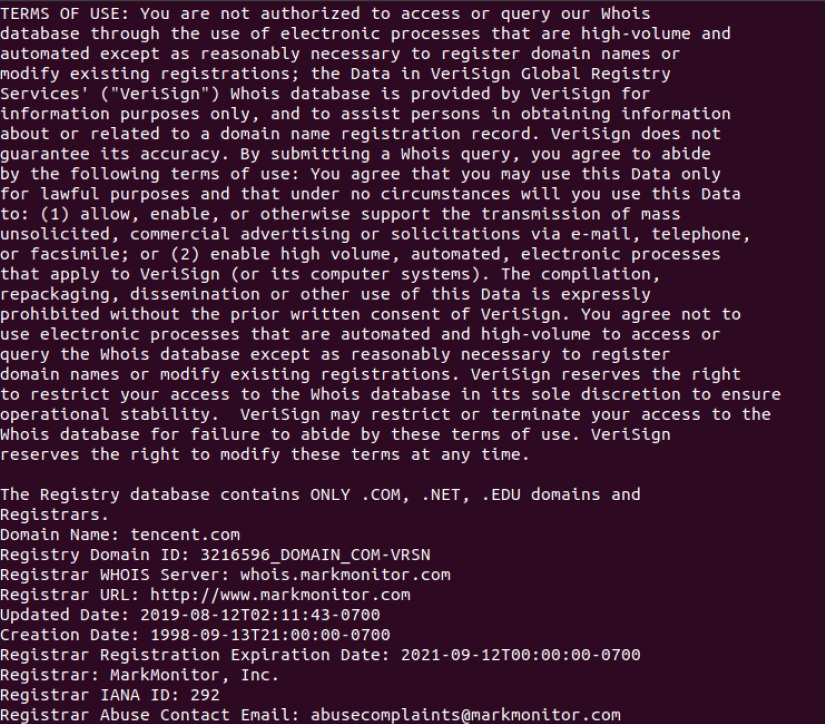 TERMS OF USE: You are not authorized to access or query our Whois
database through the use of electronic processes that are high-volume and
automated except as reasonably necessary to register domain names or
modify existing registrations; the Data in VeriSign Global Registry
Services' ("VeriSign") Whois database is provided by VeriSign for
information purposes only, and to assist persons in obtaining information
about or related to a domain name registration record. VeriSign does not
guarantee its accuracy. By submitting a Whois query, you agree to abide
by the following terms of use: You agree that you may use this Data only
for lawful purposes and that under no circumstances will you use this Data
to: (1) allow, enable, or otherwise support the transmission of mass
unsolicited, commercial advertising or solicitations via e-mail, telephone,
or facsimile; or (2) enable high volume, automated, electronic processes
that apply to VeriSign (or its computer systems). The compilation,
repackaging, dissemination or other use of this Data is expressly
prohibited without the prior written consent of VeriSign. You agree not to
use electronic processes that are automated and high-volume to access or
query the Whois database except as reasonably necessary to register
domain names or modify existing registrations. VeriSign reserves the right
to restrict your access to the Whois database in its sole discretion to ensure
operational stability.  VeriSign may restrict or terminate your access to the
Whois database for failure to abide by these terms of use. VeriSign
reserves the right to modify these terms at any time.

The Registry database contains ONLY .COM, .NET, .EDU domains and
Registrars.
Domain Name: tencent.com
Registry Domain ID: 3216596_DOMAIN_COM-VRSN
Registrar WHOIS Server: whois.markmonitor.com
Registrar URL: http://www.markmonitor.com
Updated Date: 2019-08-12T02:11:43-0700
Creation Date: 1998-09-13T21:00:00-0700
Registrar Registration Expiration Date: 2021-09-12T00:00:00-0700
Registrar: MarkMonitor, Inc.
Registrar IANA ID: 292
Registrar Abuse Contact Email: abusecomplaints@markmonitor.com